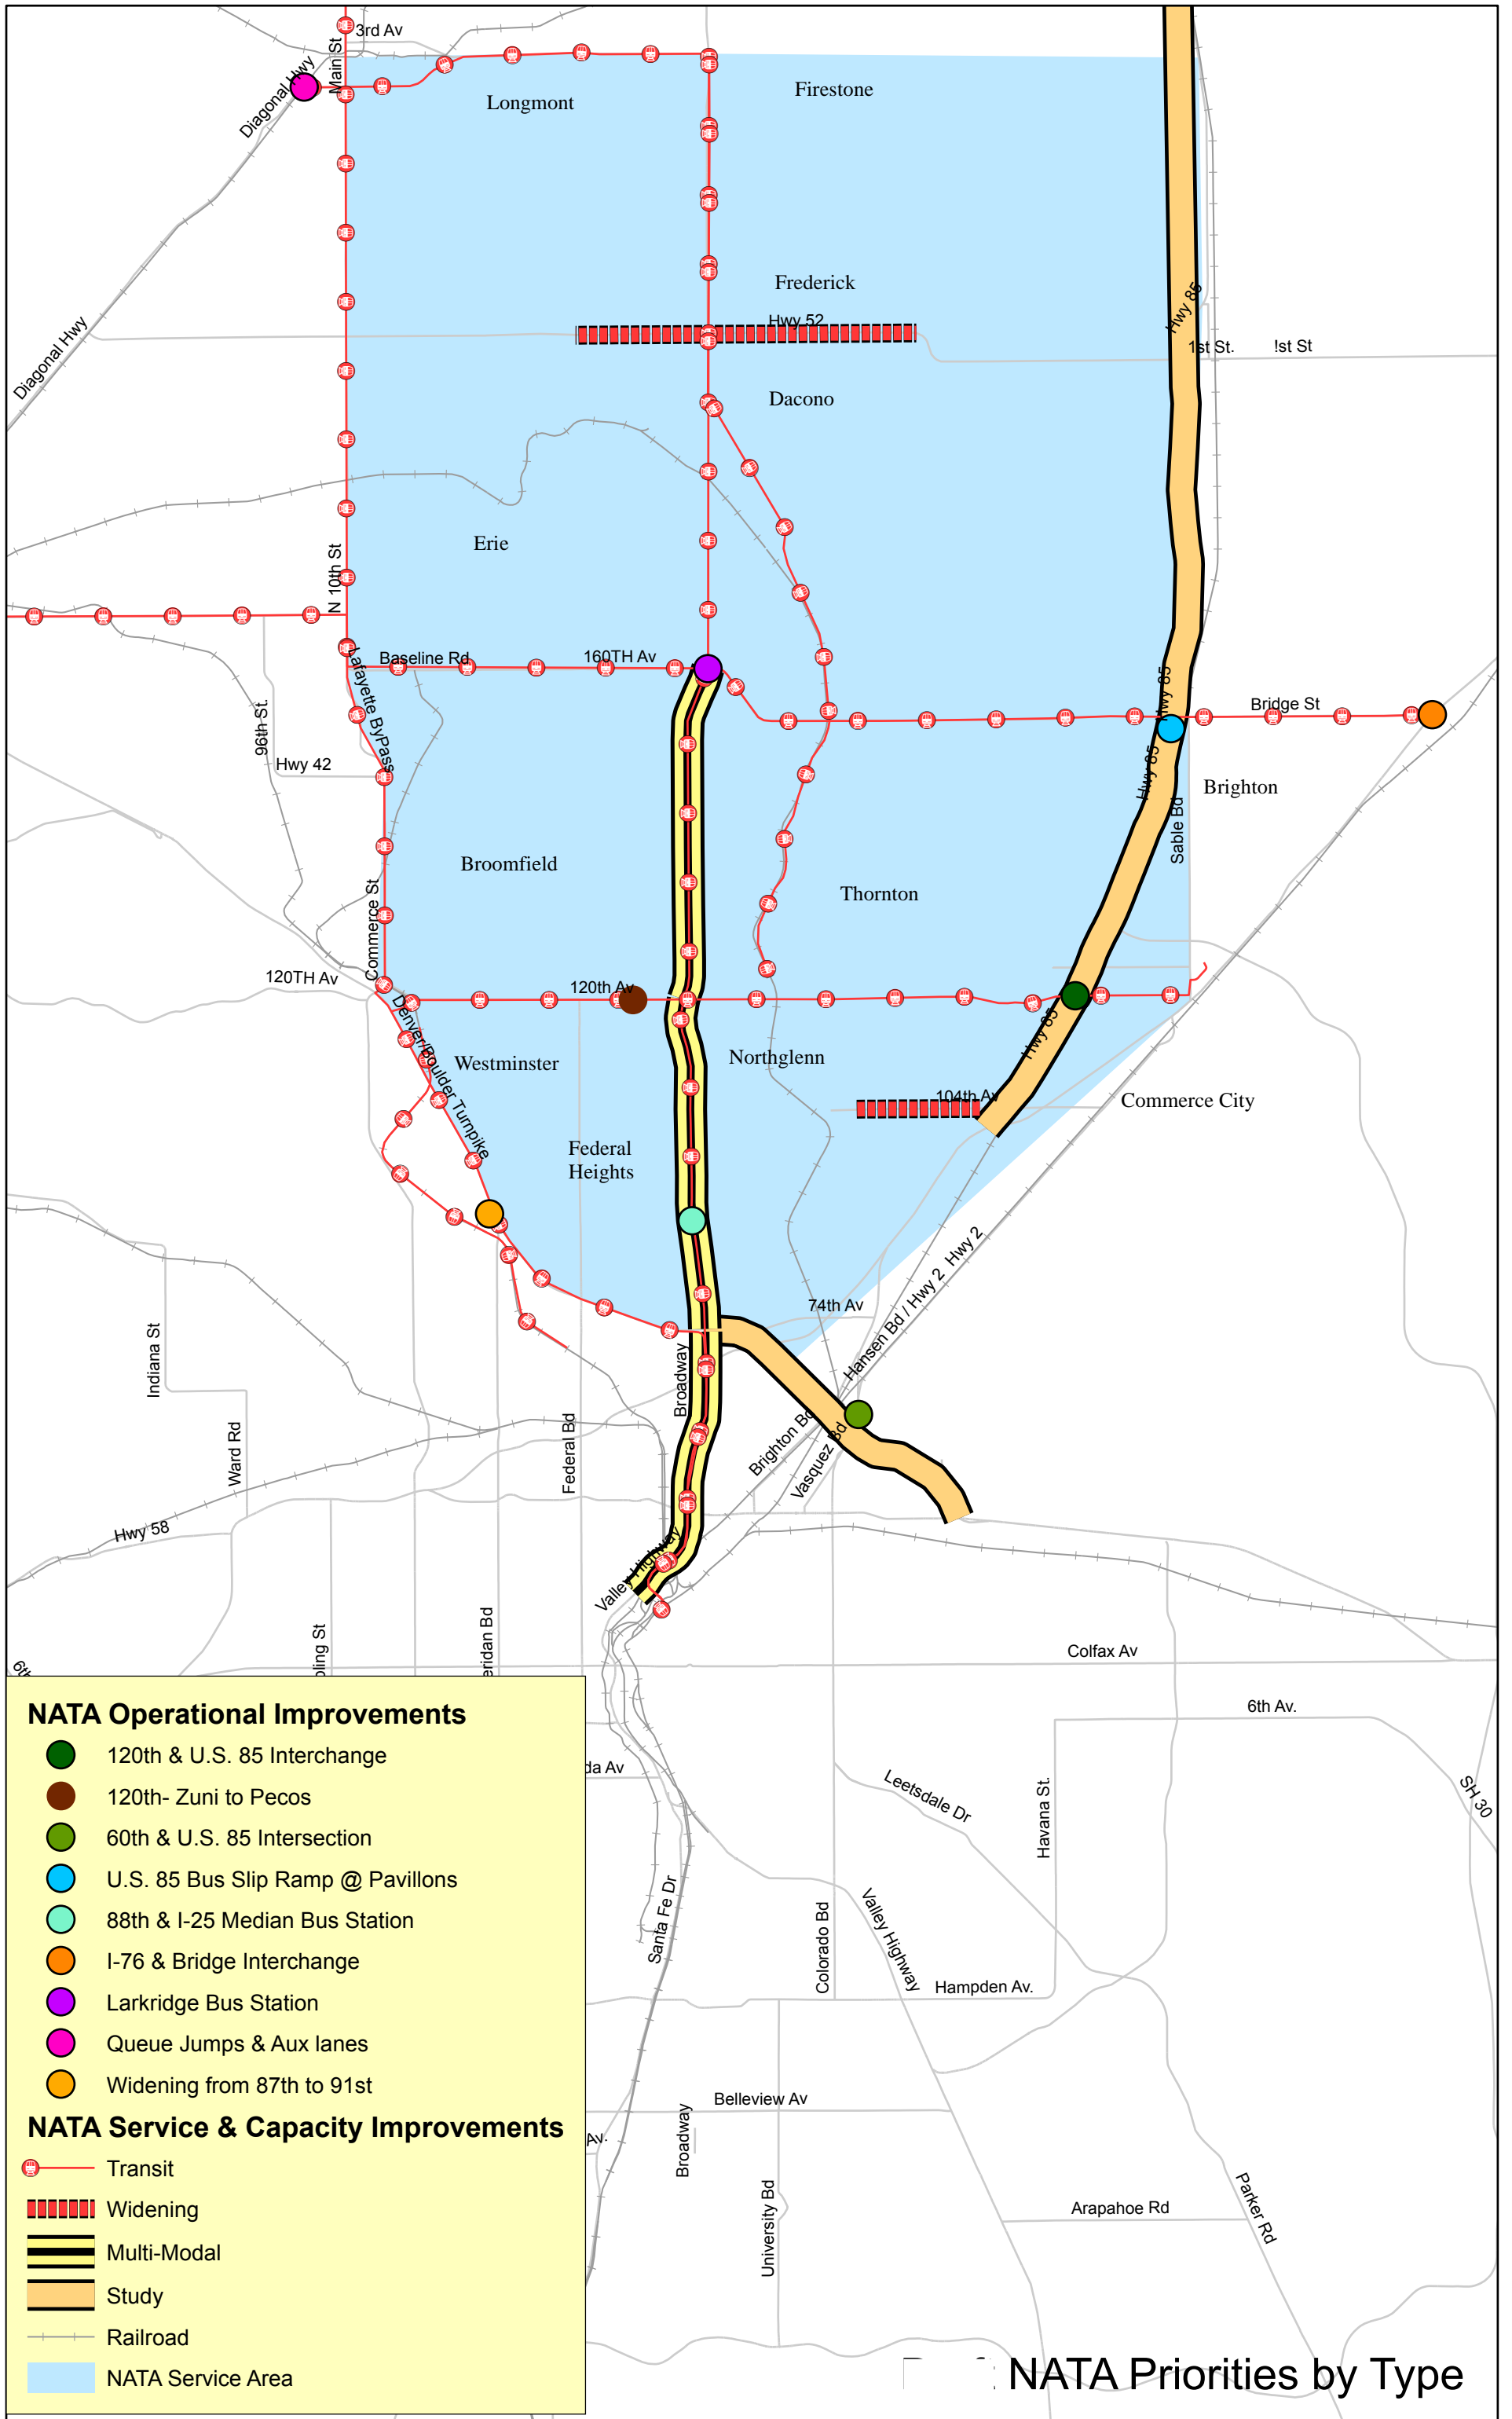 3rd Av
Main St
Diagonal Hwy
Longmont
Firestone
Frederick
Hwy 52
Hwy 85
1st St.
!st St
Diagonal Hwy
Dacono
Erie
N 10th St
Baseline Rd
160TH Av
Lafayette ByPass
Hwy 85
Bridge St
96th St.
Hwy 42
Hwy 85
Brighton
Sable Bd
Broomfield
Thornton
Commerce St
120TH Av
120th Av
Denver/Boulder Turnpike
Hwy 85
Westminster
Northglenn
104th Av
Commerce City
Federal
Heights
Hwy 2
Hansen Bd / Hwy 2
74th Av
Indiana St
Broadway
Ward Rd
Federal Bd
Brighton Bd
Vasquez Bd
Hwy 58
Valley Highway
pling St
eridan Bd
Colfax Av
6th Av.
da Av
Leetsdale Dr
Havana St.
SH 30
Santa Fe Dr
Colorado Bd
Valley Highway
Hampden Av.
Belleview Av
Av.
Broadway
University Bd
Arapahoe Rd
Parker Rd
NATA Operational Improvements
120th & U.S. 85 Interchange
120th- Zuni to Pecos
60th & U.S. 85 Intersection
U.S. 85 Bus Slip Ramp @ Pavillons
88th & I-25 Median Bus Station
I-76 & Bridge Interchange
Larkridge Bus Station
Queue Jumps & Aux lanes
Widening from 87th to 91st
NATA Service & Capacity Improvements
Transit
Widening
Multi-Modal
Study
Railroad
NATA Service Area
NATA Priorities by Type